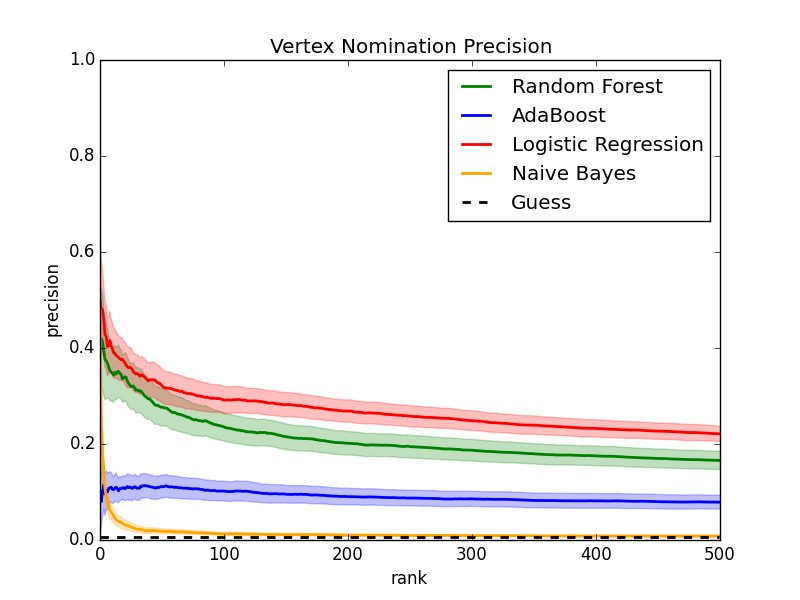 Vertex Nomination Precision
1.0
0.8
0.6
0.4
0.2
0.0
precision
Random Forest
AdaBoost
Logistic Regression
Naive Bayes
Guess
0 100 200 300 400 500
rank